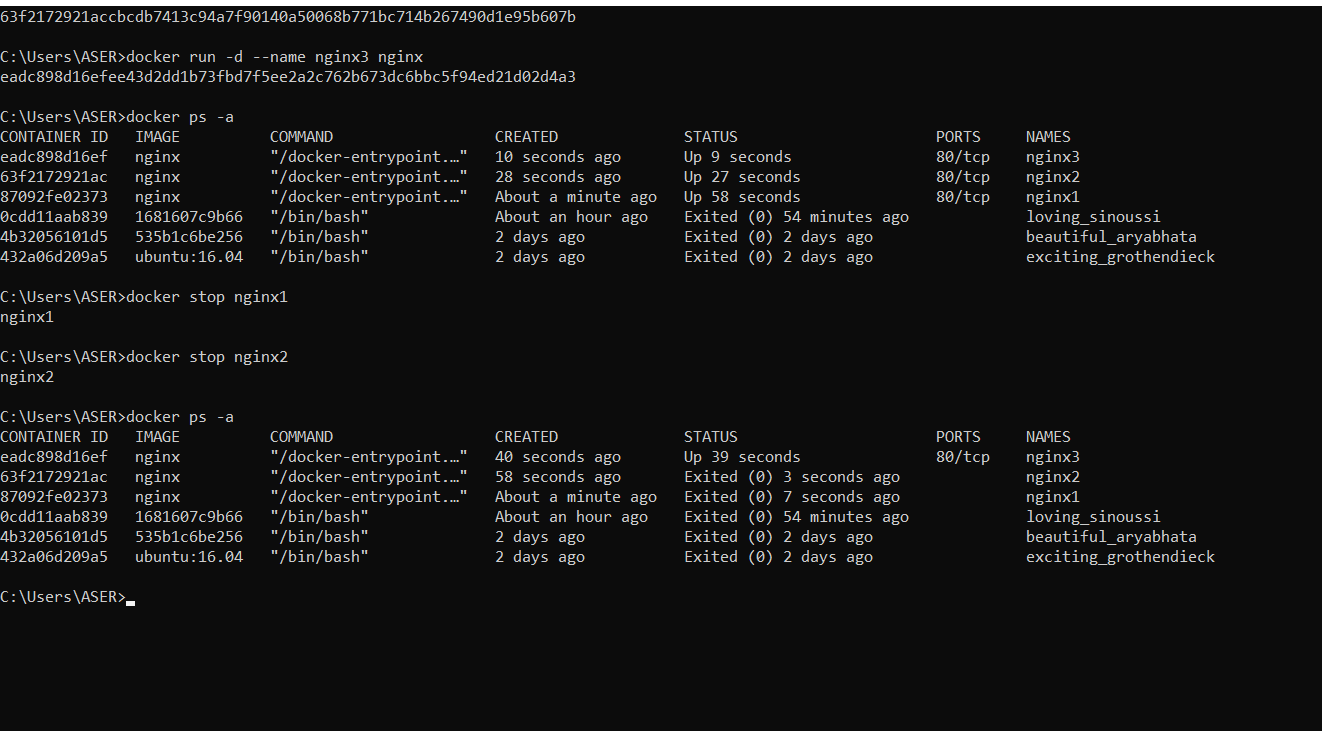 63f2172921accbcdb7413c94a7f90140a50068b771bc714b267490d1e95b607b
C:\Users\ASER>docker run -d --name nginx3 nginx
eadc898d16efee43d2dd1b73fbd7f5ee2a2c762b673dc6bbc5f94ed21d02d4a3
C:\Users\ASER>docker ps -a
CONTAINER ID   IMAGE          COMMAND                  CREATED              STATUS                      PORTS     NAMES
eadc898d16ef   nginx          "/docker-entrypoint.…"   10 seconds ago       Up 9 seconds                80/tcp    nginx3
63f2172921ac   nginx          "/docker-entrypoint.…"   28 seconds ago       Up 27 seconds               80/tcp    nginx2
87092fe02373   nginx          "/docker-entrypoint.…"   About a minute ago   Up 58 seconds               80/tcp    nginx1
0cdd11aab839   1681607c9b66   "/bin/bash"              About an hour ago    Exited (0) 54 minutes ago             loving_sinoussi
4b32056101d5   535b1c6be256   "/bin/bash"              2 days ago           Exited (0) 2 days ago                 beautiful_aryabhata
432a06d209a5   ubuntu:16.04   "/bin/bash"              2 days ago           Exited (0) 2 days ago                 exciting_grothendieck
C:\Users\ASER>docker stop nginx1
nginx1
C:\Users\ASER>docker stop nginx2
nginx2
C:\Users\ASER>docker ps -a
CONTAINER ID   IMAGE          COMMAND                  CREATED              STATUS                      PORTS     NAMES
eadc898d16ef   nginx          "/docker-entrypoint.…"   40 seconds ago       Up 39 seconds               80/tcp    nginx3
63f2172921ac   nginx          "/docker-entrypoint.…"   58 seconds ago       Exited (0) 3 seconds ago              nginx2
87092fe02373   nginx          "/docker-entrypoint.…"   About a minute ago   Exited (0) 7 seconds ago              nginx1
0cdd11aab839   1681607c9b66   "/bin/bash"              About an hour ago    Exited (0) 54 minutes ago             loving_sinoussi
4b32056101d5   535b1c6be256   "/bin/bash"              2 days ago           Exited (0) 2 days ago                 beautiful_aryabhata
432a06d209a5   ubuntu:16.04   "/bin/bash"              2 days ago           Exited (0) 2 days ago                 exciting_grothendieck
C:\Users\ASER>